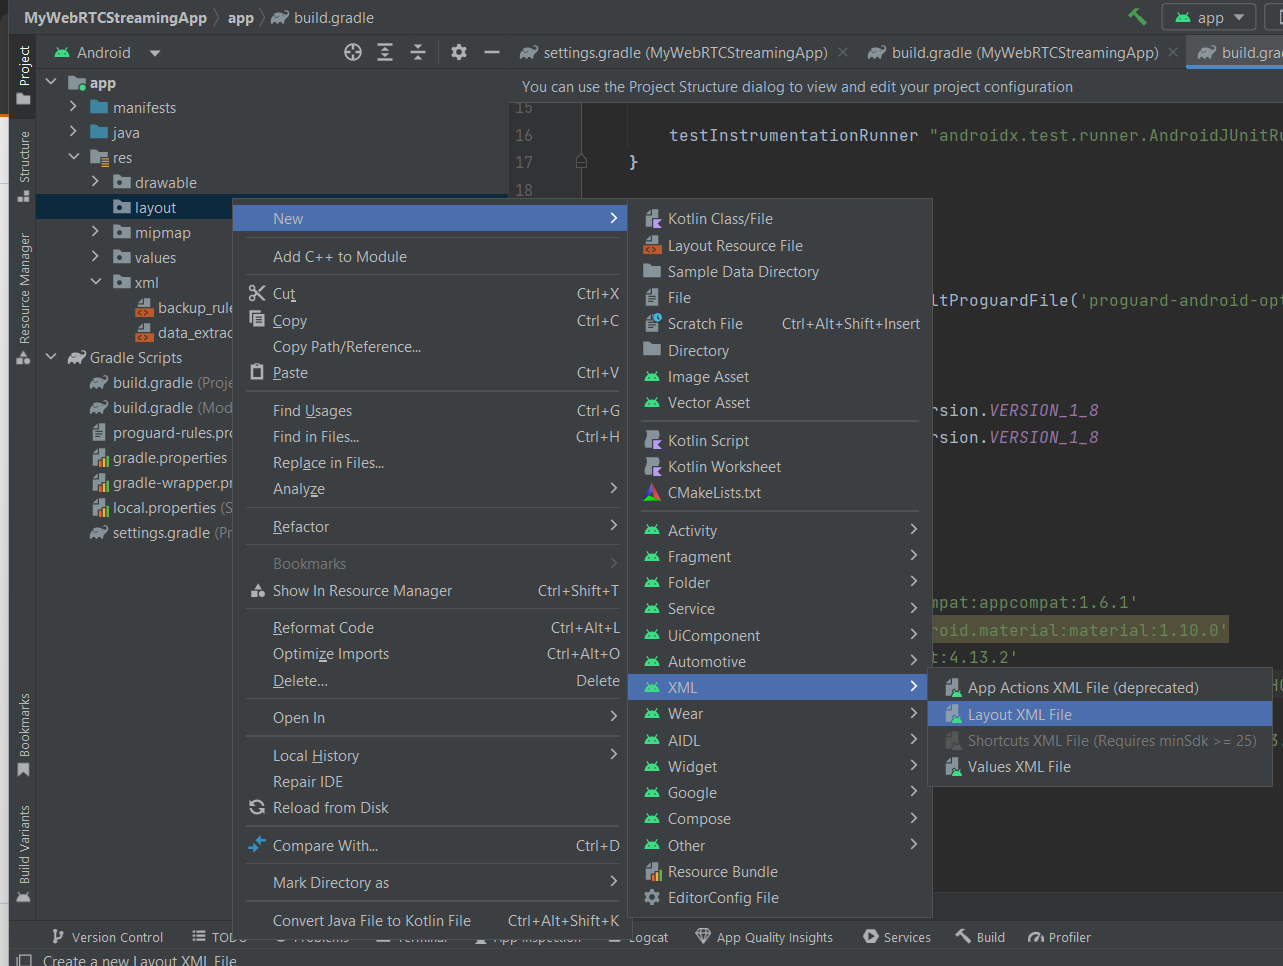 MyWebRTCStreamingApp app build.gradle app
Project
Android
settings.gradle (MyWebRTCStreamingApp) build.gradle (MyWebRTCStreamingApp) build.gra
You can use the Project Structure dialog to view and edit your project configuration
app
manifests
java
res
drawable
layout
mipmap
values
xml
backup_rule
data_extrac
Gradle Scripts
build.gradle (Proje
build.gradle (Mod
proguard-rules.pro
gradle.properties
gradle-wrapper.pr
local.properties (S
settings.gradle (Pr
Structure
Resource Manager
Bookmarks
Build Variants
15
16 testInstrumentationRunner "androidx.test.runner.AndroidJUnitRu
17 }
18
ltProguardFile('proguard-android-opt
rsion.VERSION_1_8
rsion.VERSION_1_8
mpat:appcompat:1.6.1'
roid.material:material:1.10.0'
t:4.13.2'
New
Add C++ to Module
Cut Ctrl+X
Copy Ctrl+C
Copy Path/Reference...
Paste Ctrl+V
Find Usages Ctrl+G
Find in Files... Ctrl+H
Replace in Files...
Analyze
Refactor
Bookmarks
Show In Resource Manager Ctrl+Shift+T
Reformat Code Ctrl+Alt+L
Optimize Imports Ctrl+Alt+O
Delete... Delete
Open In
Local History
Repair IDE
Reload from Disk
Compare With... Ctrl+D
Mark Directory as
Convert Java File to Kotlin File Ctrl+Alt+Shift+K
Kotlin Class/File
Layout Resource File
Sample Data Directory
File
Scratch File Ctrl+Alt+Shift+Insert
Directory
Image Asset
Vector Asset
Kotlin Script
Kotlin Worksheet
CMakeLists.txt
Activity
Fragment
Folder
Service
UiComponent
Automotive
XML
Wear
AIDL
Widget
Google
Compose
Other
Resource Bundle
EditorConfig File
App Actions XML File (deprecated)
Layout XML File
Shortcuts XML File (Requires minSdk >= 25)
Values XML File
Version Control TODO Problems Terminal App Inspection Logcat App Quality Insights Services Build Profiler
Create a new Layout XML File